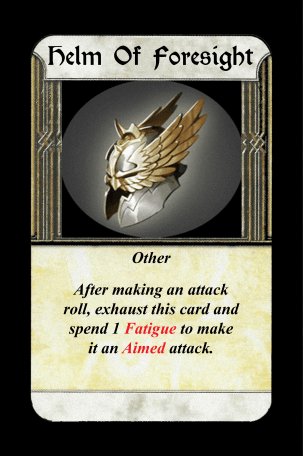 Helm Of Foresight
Other
After making an attack
roll, exhaust this card and
spend 1 Fatigue to make
it an Aimed attack.